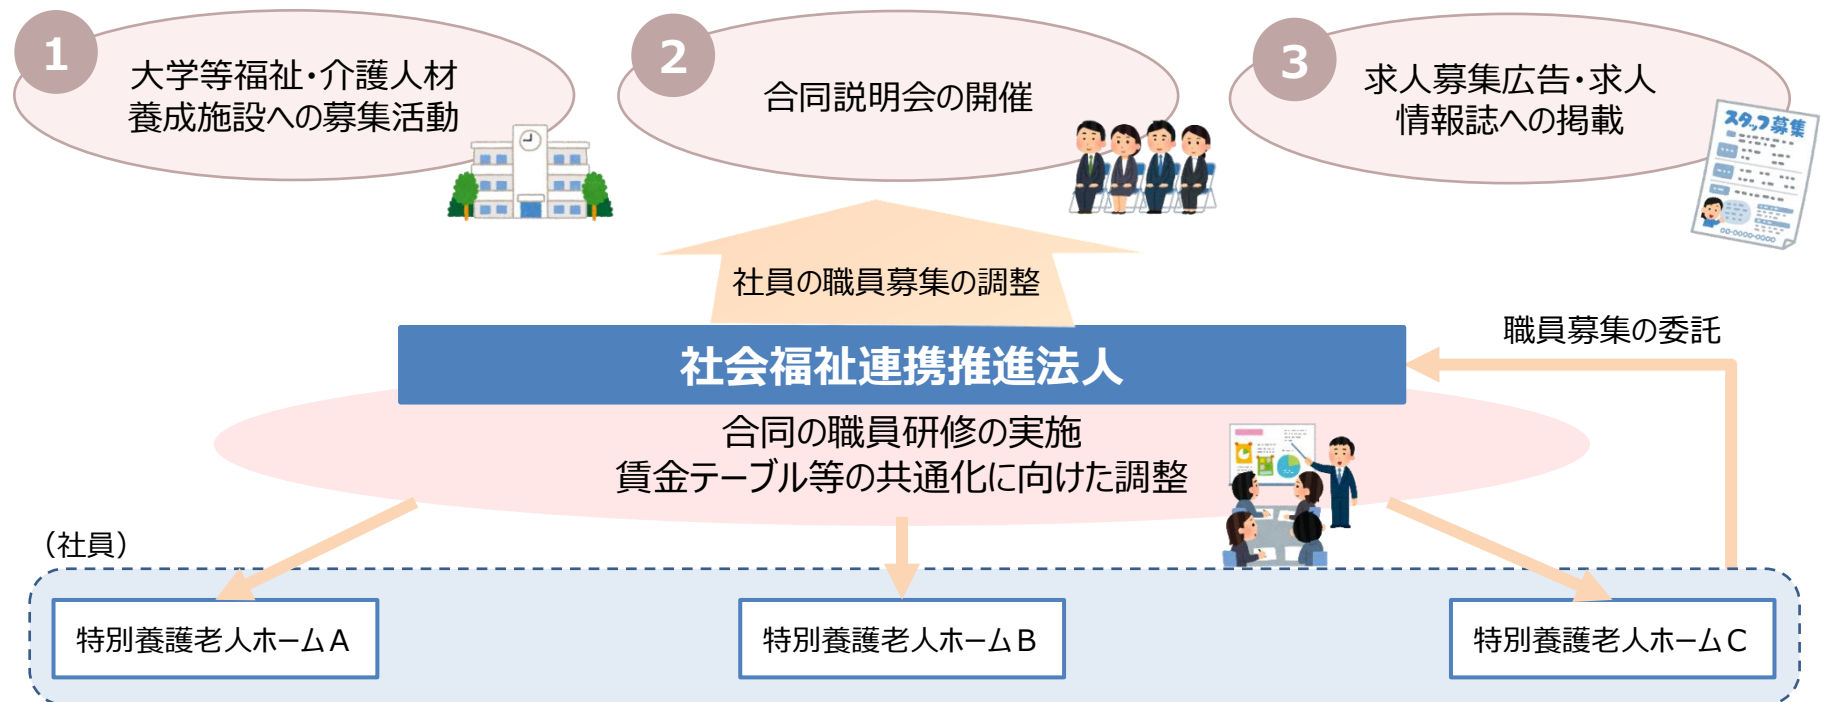 1
大学等福祉・介護人材
養成施設への募集活動
2
合同説明会の開催
3
求人募集広告・求人
情報誌への掲載
スタッフ募集
00-0000-0000
社員の職員募集の調整
職員募集の委託
社会福祉連携推進法人
合同の職員研修の実施
賃金テーブル等の共通化に向けた調整
（社員）
特別養護老人ホームA
特別養護老人ホームB
特別養護老人ホームC